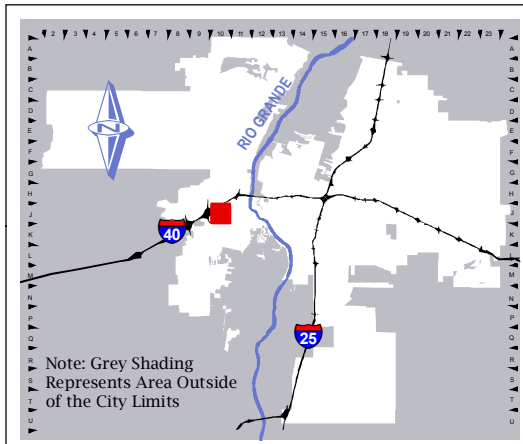 2 3 4 5 6 7 8 9 10 11 12 13 14 15 16 17 18 19 20 21 22 23
A
B
C
D
E
F
G
H
J
K
L
M
N
P
Q
R
S
T
U
N
RIO GRANDE
40
25
Note: Grey Shading
Represents Area Outside
of the City Limits
A
B
C
D
E
F
G
H
J
K
L
M
N
P
Q
R
S
T
U